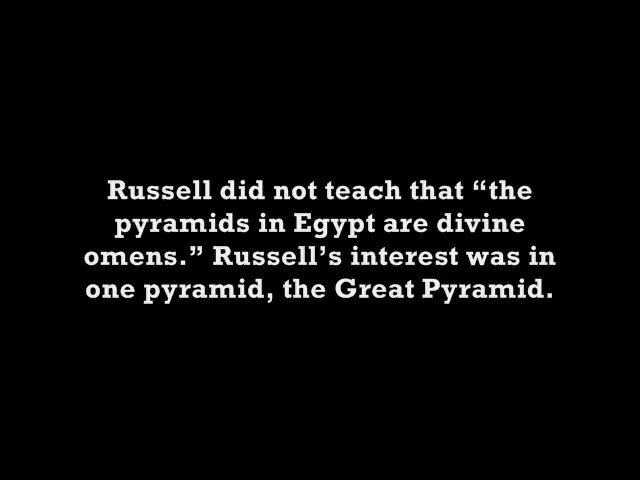 Russell did not teach that “the
pyramids in Egypt are divine
omens.” Russell’s interest was in
one pyramid, the Great Pyramid.